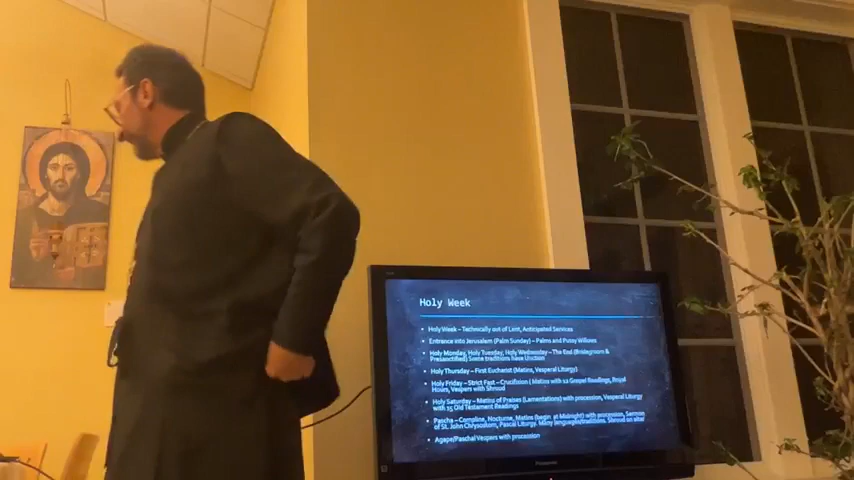 Holy Week
Holy Week – Technically out of Lent, Anticipated Services
Entrance into Jerusalem (Palm Sunday) – Palms and Pussy Willows
Holy Monday, Holy Tuesday, Holy Wednesday – The End (Bridegroom &
Presanctified) Some traditions have Unction
Holy Thursday – First Eucharist (Matins, Vesperal Liturgy)
Holy Friday – Strict Fast – Crucifixion ( Matins with 12 Gospel Readings, Royal
Hours, Vespers with Shroud
Holy Saturday – Matins of Praises (Lamentations) with procession, Vesperal Liturgy
with 15 Old Testament Readings
Pascha – Compline, Nocturne, Matins (begin at Midnight) with procession, Sermon
of St. John Chrysostom, Paschal Liturgy. Many languages/traditions. Shroud on altar
Agape/Paschal Vespers with procession
Panasonic